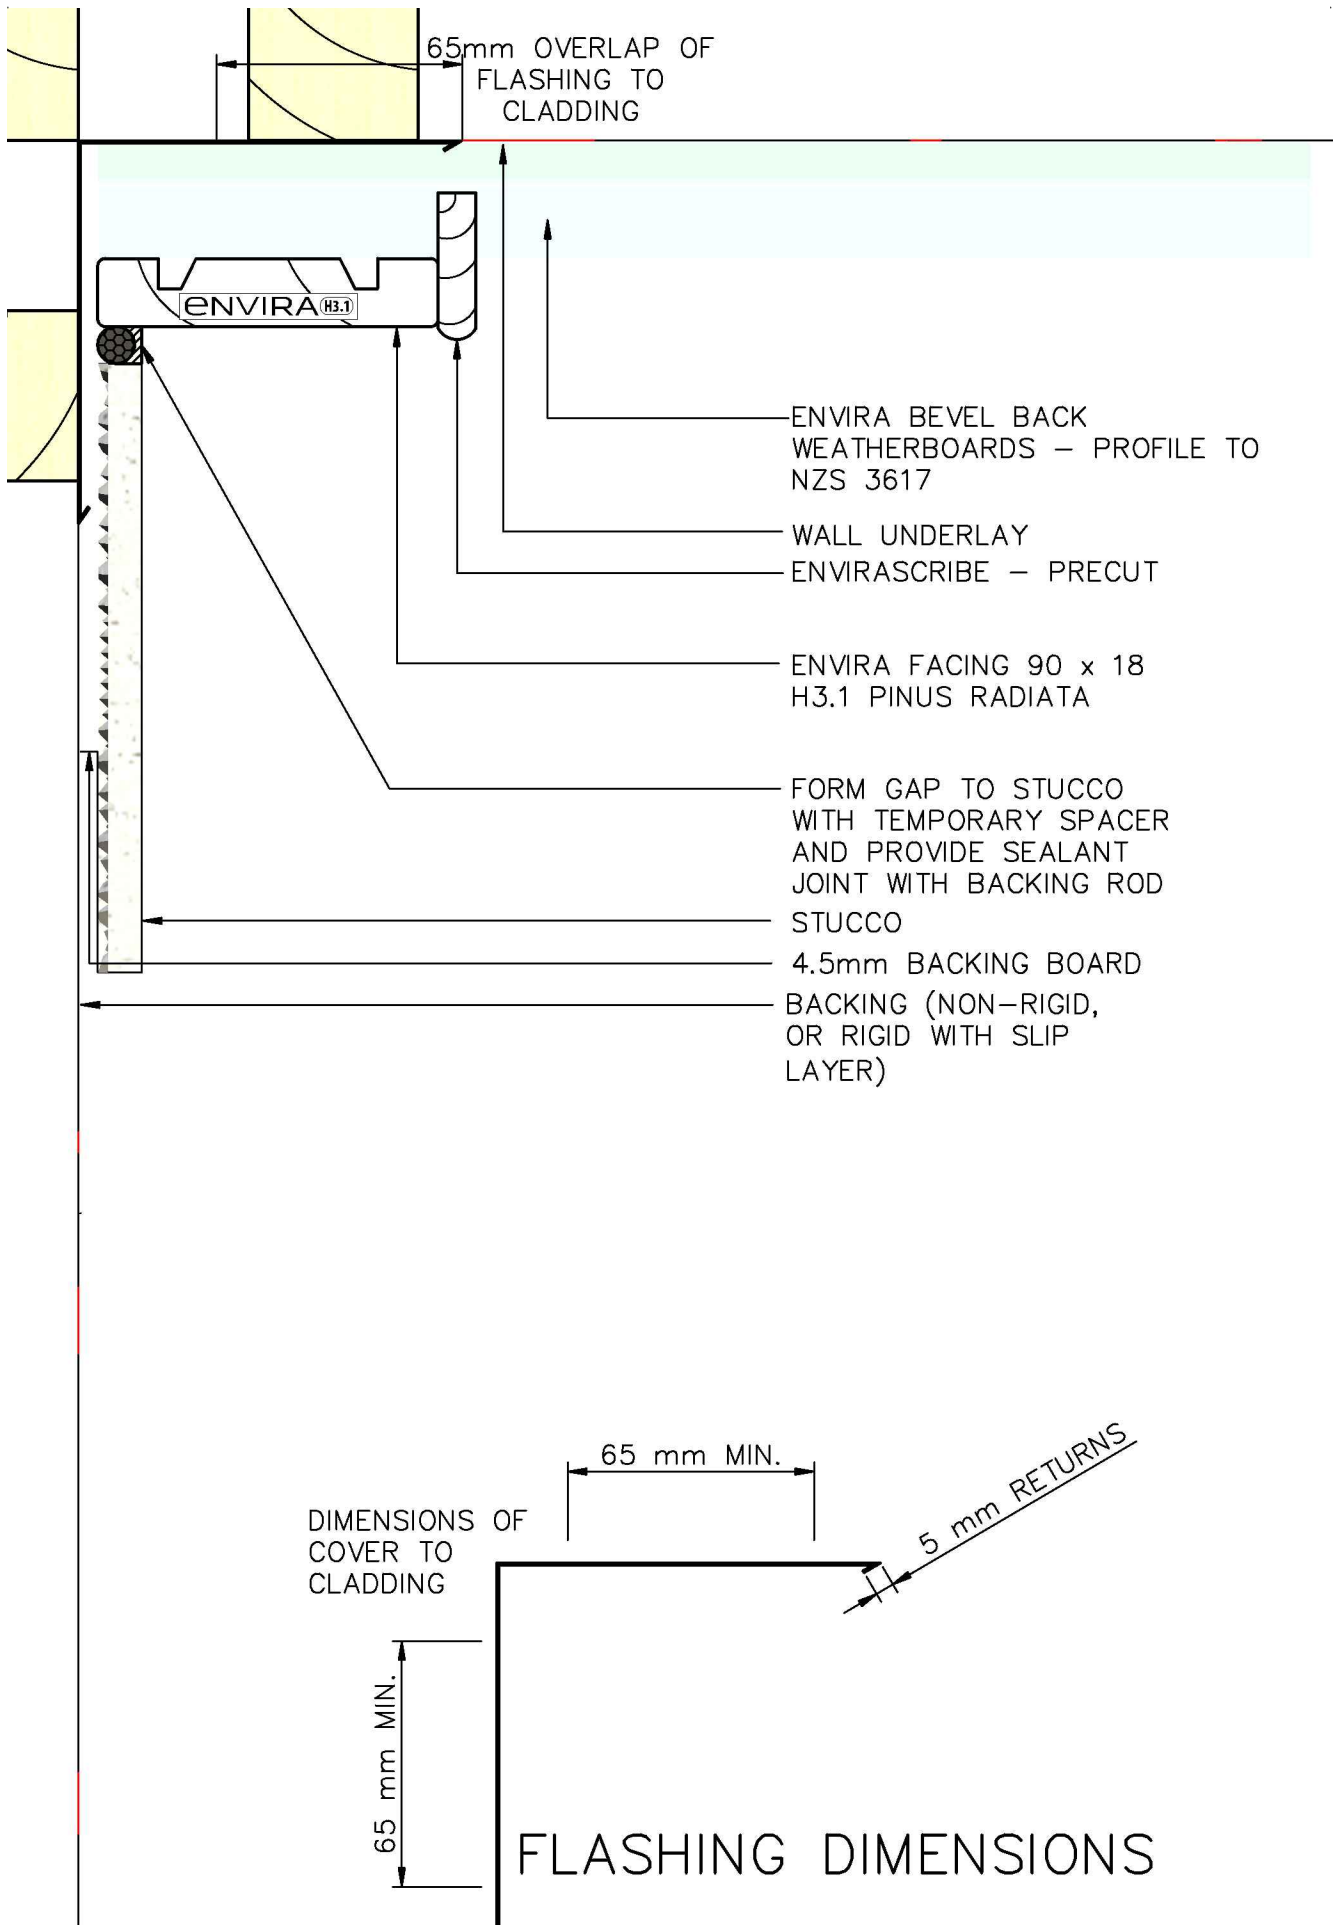 65mm OVERLAP OF
FLASHING TO
CLADDING
eNVIRA H3.1
ENVIRA BEVEL BACK
WEATHERBOARDS – PROFILE TO
NZS 3617
WALL UNDERLAY
ENVIRASCRIBE – PRECUT
ENVIRA FACING 90 x 18
H3.1 PINUS RADIATA
FORM GAP TO STUCCO
WITH TEMPORARY SPACER
AND PROVIDE SEALANT
JOINT WITH BACKING ROD
STUCCO
4.5mm BACKING BOARD
BACKING (NON–RIGID,
OR RIGID WITH SLIP
LAYER)
65 mm MIN.
5 mm RETURNS
DIMENSIONS OF
COVER TO
CLADDING
65 mm MIN.
FLASHING DIMENSIONS